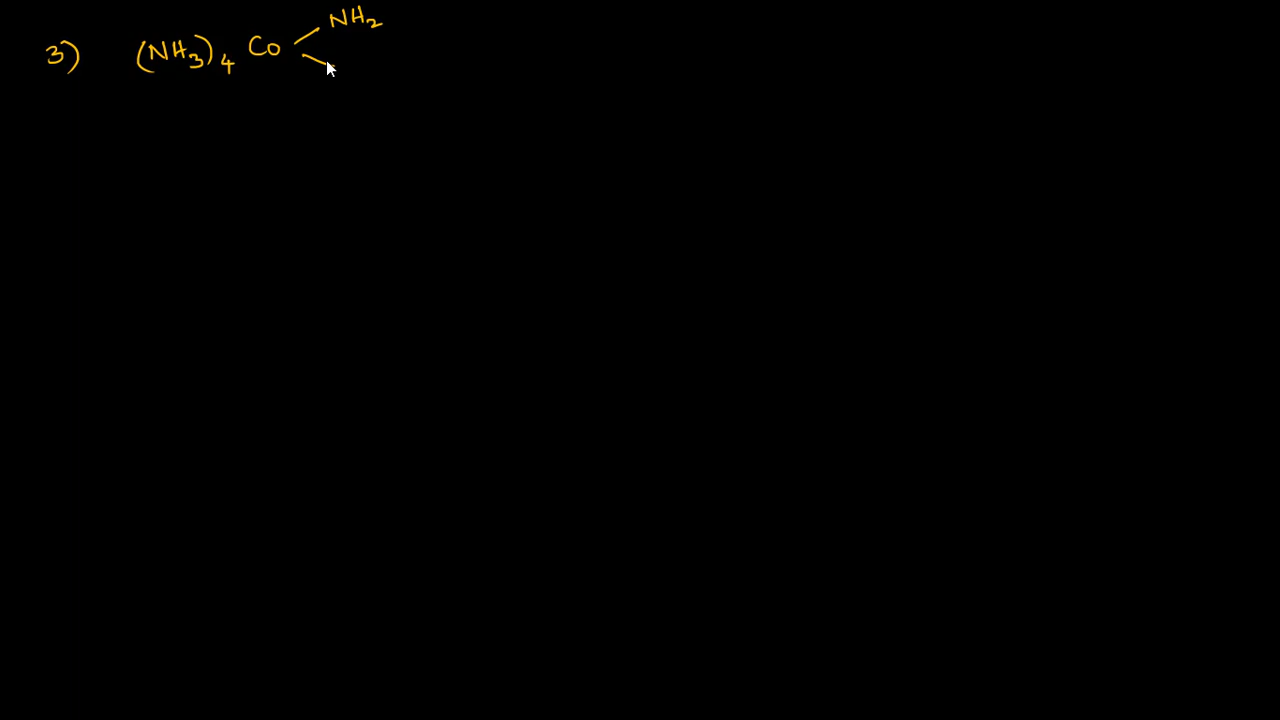 NH₂
3) (NH₃)₄ Co